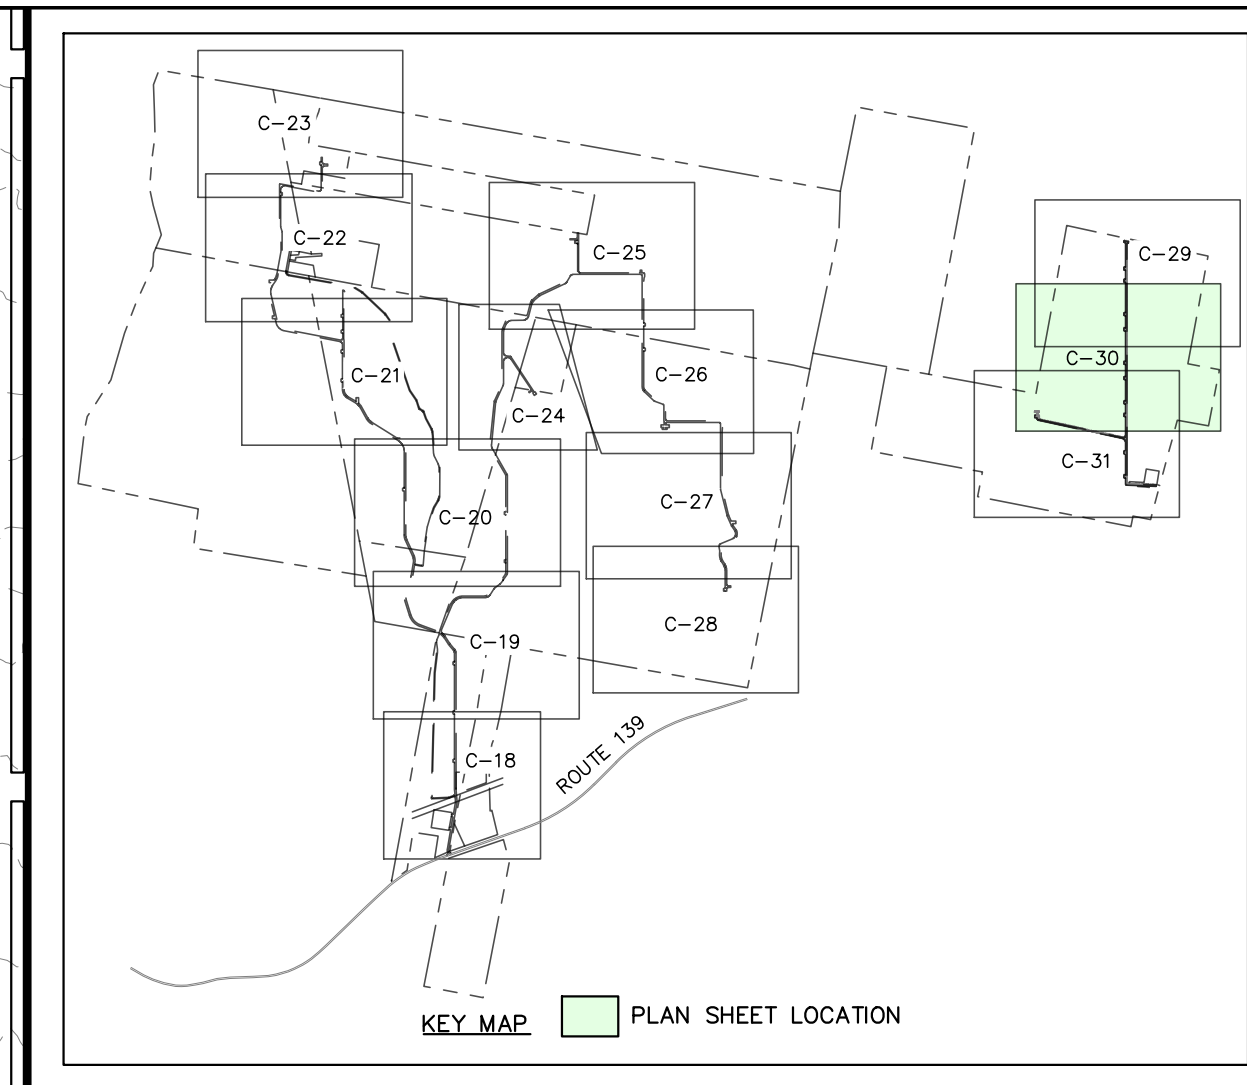 C-23
C-22
C-25
C-29
C-30
C-21
C-26
C-24
C-31
C-27
C-20
C-28
C-19
ROUTE 139
C-18
KEY MAP
PLAN SHEET LOCATION